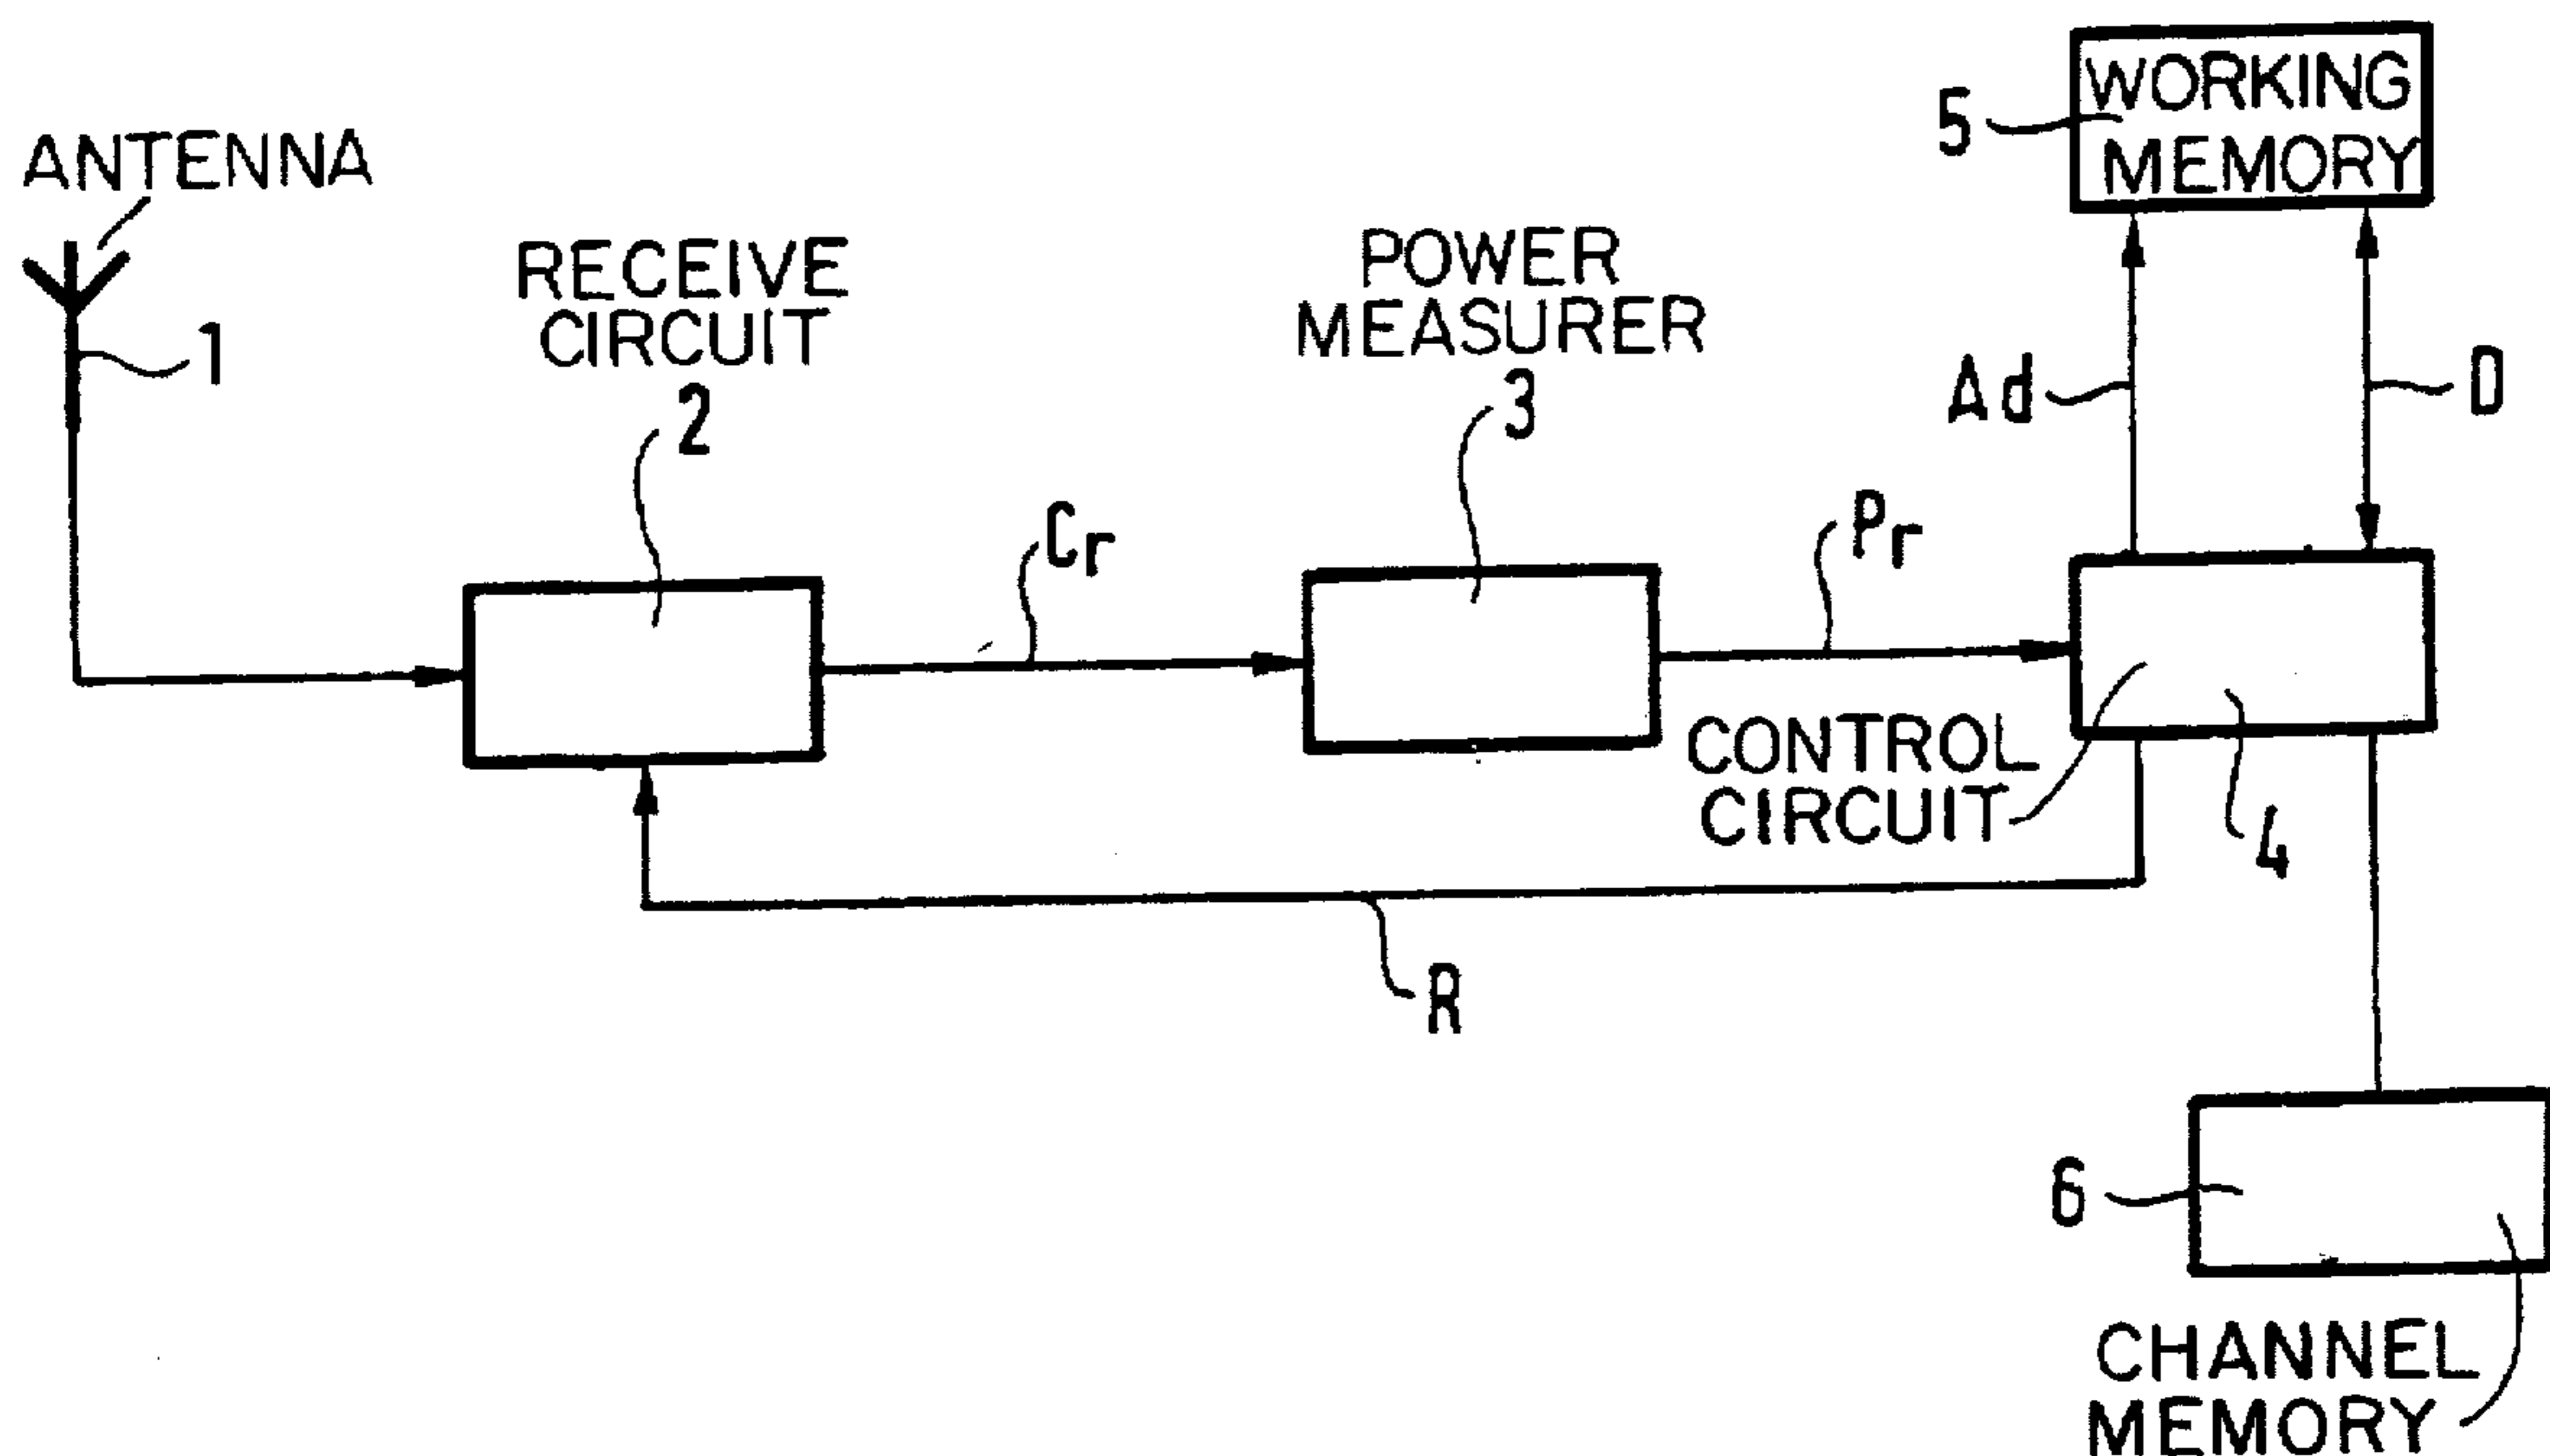 WORKING
MEMORY
5
ANTENNA
1
RECEIVE
CIRCUIT
2
POWER
MEASURER
3
Ad
D
Cr
Pr
CONTROL
CIRCUIT
4
R
6
CHANNEL
MEMORY